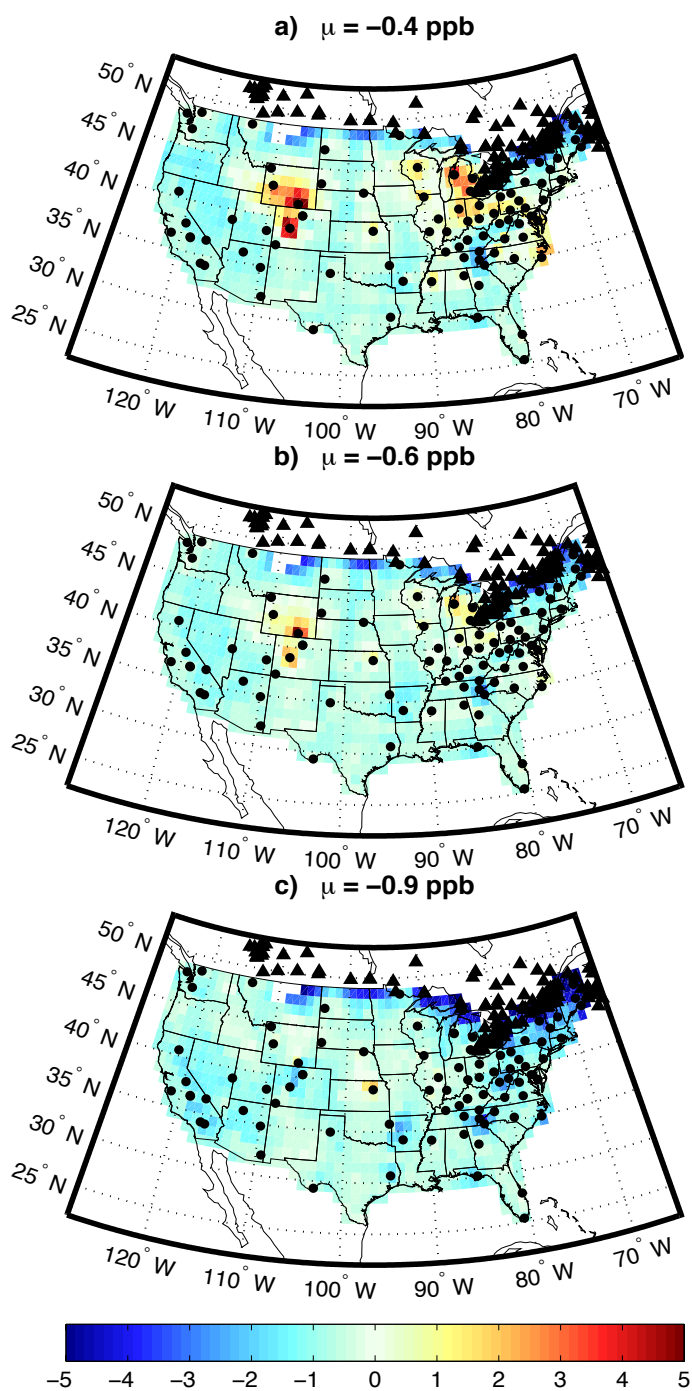 a) μ = −0.4 ppb
50° N
45° N
40° N
35° N
30° N
25° N
120° W
110° W
100° W
90° W
80° W
70° W
b) μ = −0.6 ppb
50° N
45° N
40° N
35° N
30° N
25° N
120° W
110° W
100° W
90° W
80° W
70° W
c) μ = −0.9 ppb
50° N
45° N
40° N
35° N
30° N
25° N
120° W
110° W
100° W
90° W
80° W
70° W
−5 −4 −3 −2 −1 0 1 2 3 4 5